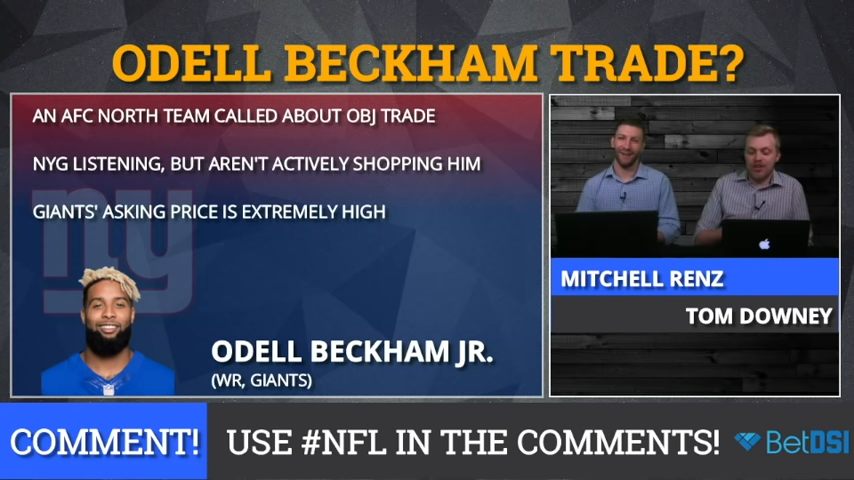 ODELL BECKHAM TRADE?
AN AFC NORTH TEAM CALLED ABOUT OBJ TRADE
NYG LISTENING, BUT AREN'T ACTIVELY SHOPPING HIM
GIANTS' ASKING PRICE IS EXTREMELY HIGH
ny
ODELL BECKHAM JR.
(WR, GIANTS)
MITCHELL RENZ
TOM DOWNEY
COMMENT!
USE #NFL IN THE COMMENTS!
BetDSI